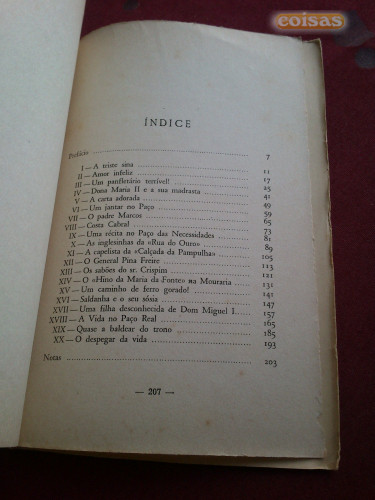 coisas
ÍNDICE
Prefácio 7
I — A triste sina 11
II — Amor infeliz 17
III — Um panfletário terrível! 25
IV — Dona Maria II e a sua madrasta 41
V — A carta adorada 49
VI — Um jantar no Paço 59
VII — O padre Marcos 65
VIII — Costa Cabral 73
IX — Uma récita no Paço das Necessidades 81
X — As inglesinhas da «Rua do Ouro» 89
XI — A capelista da «Calçada da Pampulha» 105
XII — O General Pina Freire 113
XIII — Os sabões do sr. Crispim 121
XIV — O «Hino da Maria da Fonte» na Mouraria 131
XV — Um caminho de ferro gorado! 139
XVI — Saldanha e o seu sósia 147
XVII — Uma filha desconhecida de Dom Miguel I. 157
XVIII — A Vida no Paço Real 165
XIX — Quase a baldear do trono 185
XX — O despegar da vida 193
Notas 203
— 207 —